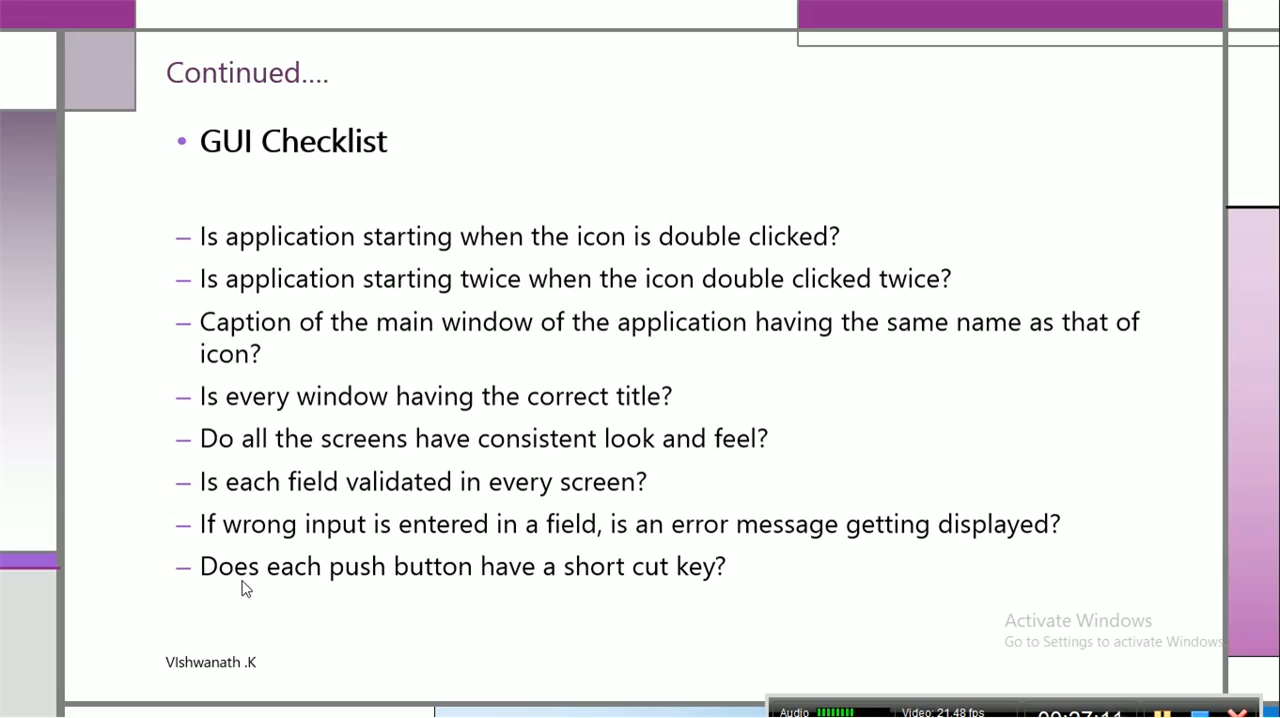 Continued....
• GUI Checklist
– Is application starting when the icon is double clicked?
– Is application starting twice when the icon double clicked twice?
– Caption of the main window of the application having the same name as that of
icon?
– Is every window having the correct title?
– Do all the screens have consistent look and feel?
– Is each field validated in every screen?
– If wrong input is entered in a field, is an error message getting displayed?
– Does each push button have a short cut key?
Activate Windows
Go to Settings to activate Windows
VIshwanath .K
Audio Video: 21.48 fps